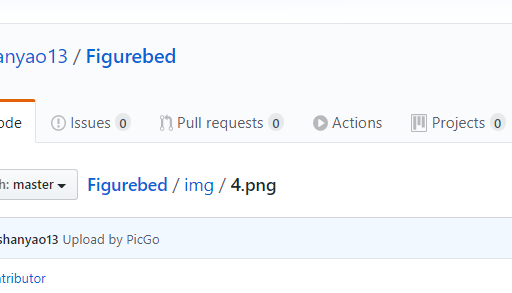 anyao13 / Figurebed
ode Issues 0 Pull requests 0 Actions Projects 0
h: master Figurebed / img / 4.png
shanyao13 Upload by PicGo
tributor